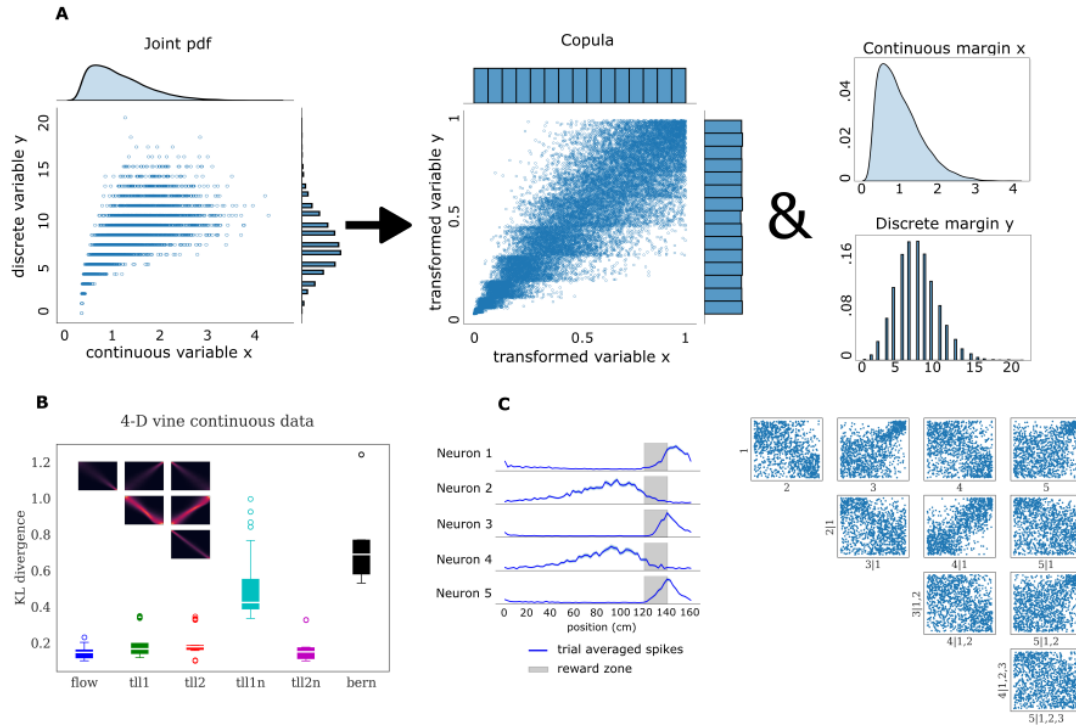 A
Joint pdf
discrete variable y
20
15
10
5
0
0 1 2 3 4
continuous variable x
Copula
transformed variable y
1
0.5
0
0 0.5 1
transformed variable x
&
Continuous margin x
.04
.02
0
0 1 2 3 4
Discrete margin y
.16
.08
0
0 5 10 15 20
B
4-D vine continuous data
KL divergence
1.2
1.0
0.8
0.6
0.4
0.2
flow tll1 tll2 tll1n tll2n bern
C
Neuron 1
Neuron 2
Neuron 3
Neuron 4
Neuron 5
0 20 40 60 80 100 120 140 160
position (cm)
trial averaged spikes
reward zone
1
2 3 4 5
2|1
3|1 4|1 5|1
3|1,2
4|1,2 5|1,2
4|1,2,3
5|1,2,3